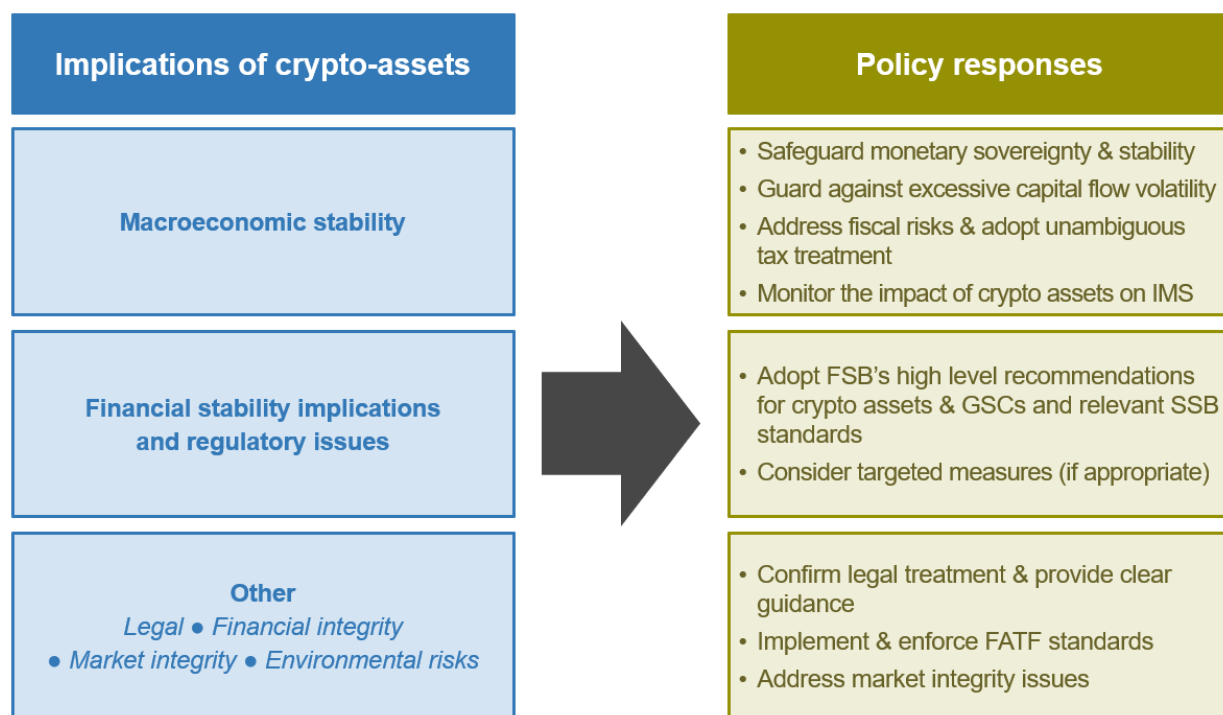 Implications of crypto-assets
Policy responses
Macroeconomic stability
• Safeguard monetary sovereignty & stability
• Guard against excessive capital flow volatility
• Address fiscal risks & adopt unambiguous
tax treatment
• Monitor the impact of crypto assets on IMS
Financial stability implications
and regulatory issues
• Adopt FSB’s high level recommendations
for crypto assets & GSCs and relevant SSB
standards
• Consider targeted measures (if appropriate)
Other
Legal ● Financial integrity
● Market integrity ● Environmental risks
• Confirm legal treatment & provide clear
guidance
• Implement & enforce FATF standards
• Address market integrity issues